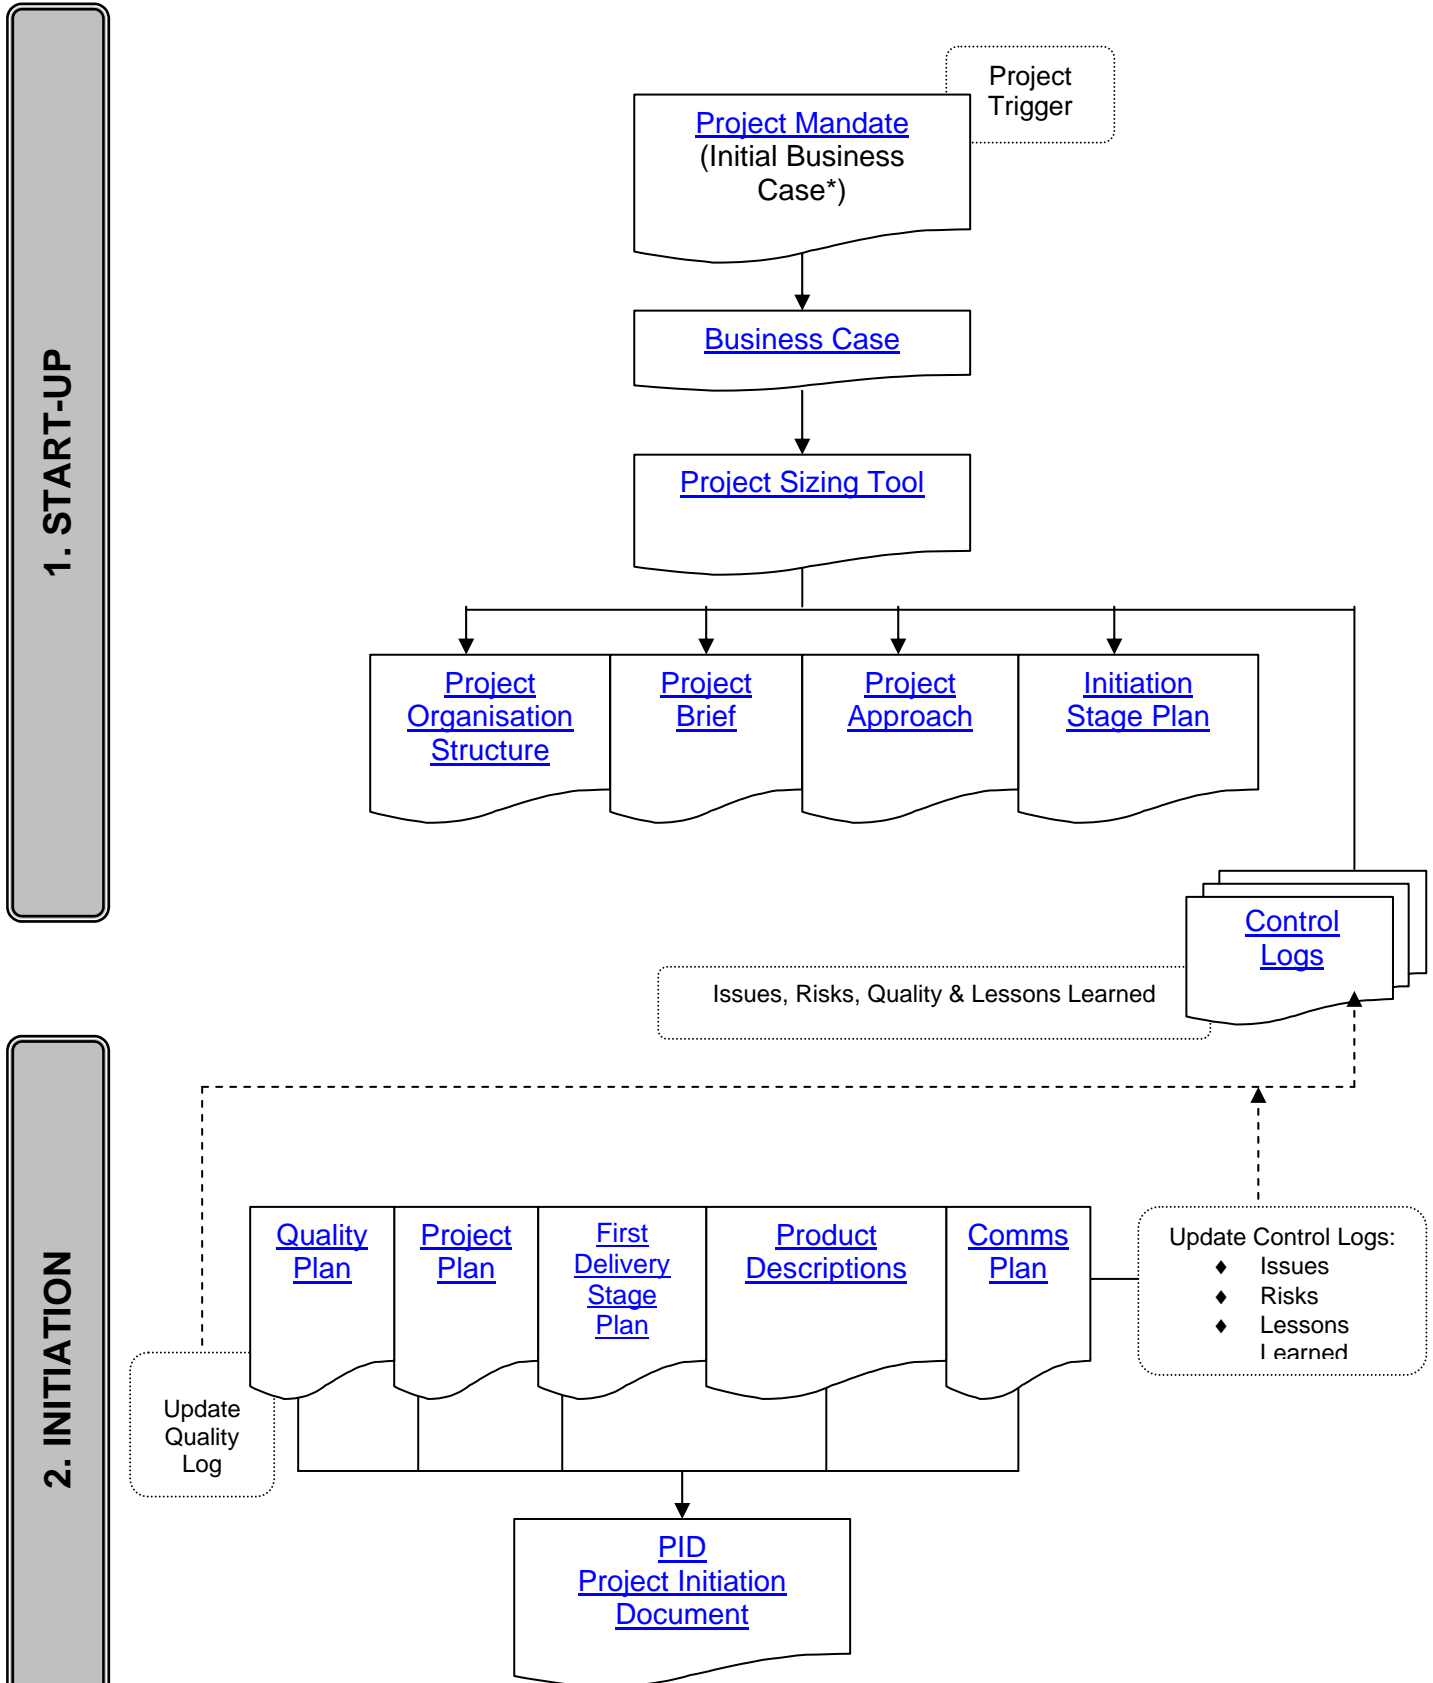 1. START-UP
Project
Trigger
Project Mandate
(Initial Business
Case*)
Business Case
Project Sizing Tool
Project
Organisation
Structure
Project
Brief
Project
Approach
Initiation
Stage Plan
Control
Logs
Issues, Risks, Quality & Lessons Learned
2. INITIATION
Quality
Plan
Project
Plan
First
Delivery
Stage
Plan
Product
Descriptions
Comms
Plan
Update Control Logs:
♦ Issues
♦ Risks
♦ Lessons
Learned
Update
Quality
Log
PID
Project Initiation
Document